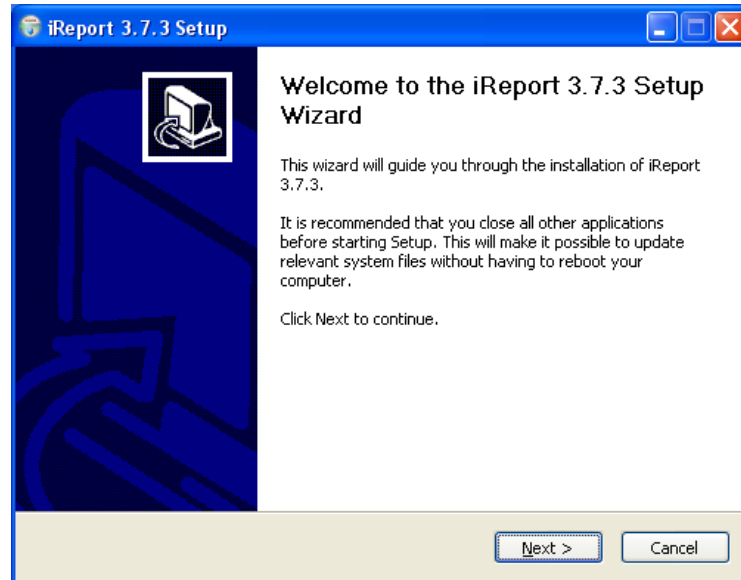 iReport 3.7.3 Setup
Welcome to the iReport 3.7.3 Setup
Wizard
This wizard will guide you through the installation of iReport
3.7.3.
It is recommended that you close all other applications
before starting Setup. This will make it possible to update
relevant system files without having to reboot your
computer.
Click Next to continue.
Next >
Cancel